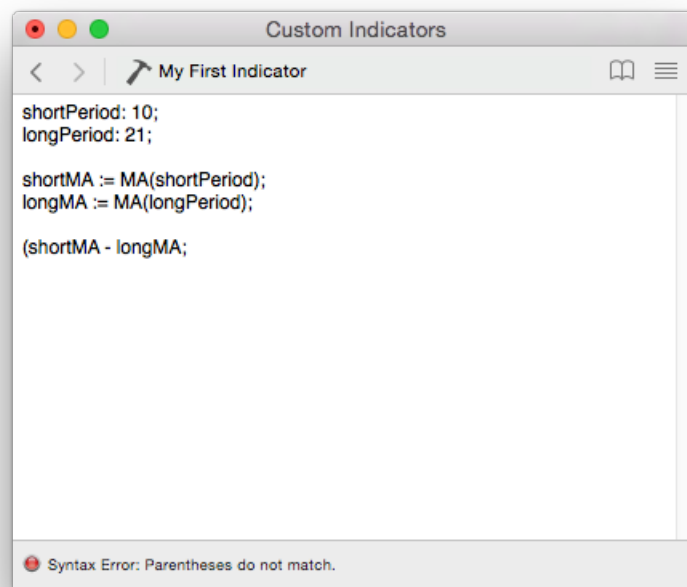 Custom Indicators
My First Indicator
shortPeriod: 10;
longPeriod: 21;
shortMA := MA(shortPeriod);
longMA := MA(longPeriod);
(shortMA - longMA;
Syntax Error: Parentheses do not match.